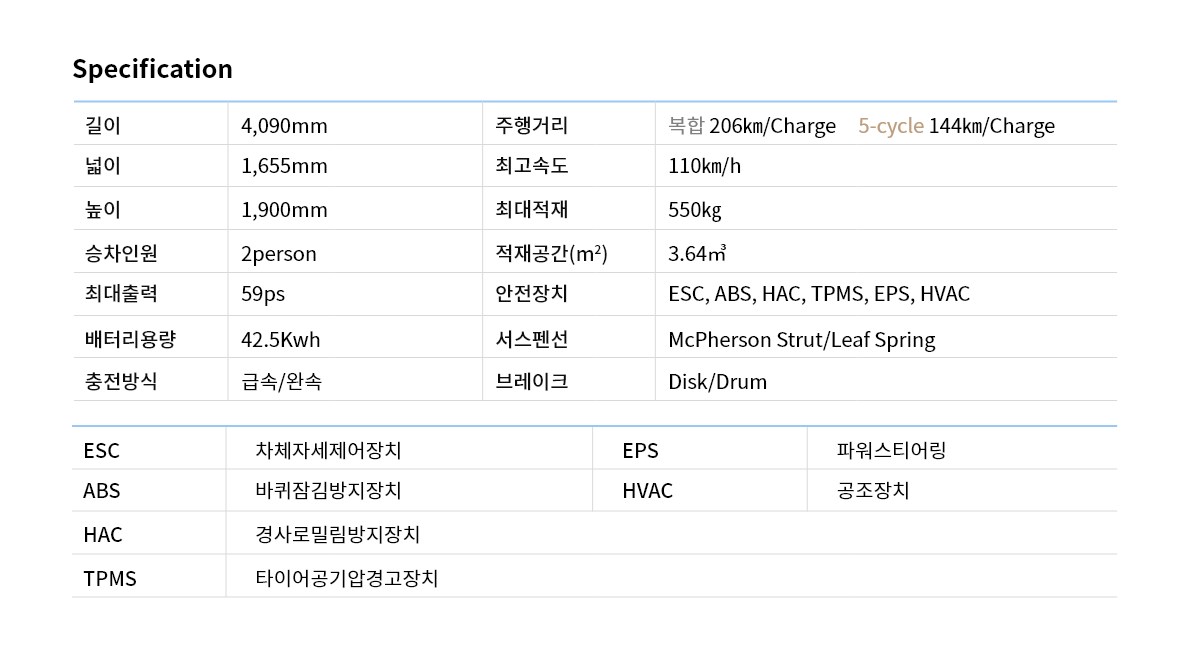 Specification
길이 4,090mm 주행거리 복합 206㎞/Charge 5-cycle 144㎞/Charge
넓이 1,655mm 최고속도 110㎞/h
높이 1,900mm 최대적재 550㎏
승차인원 2person 적재공간(m²) 3.64㎥
최대출력 59ps 안전장치 ESC, ABS, HAC, TPMS, EPS, HVAC
배터리용량 42.5Kwh 서스펜션 McPherson Strut/Leaf Spring
충전방식 급속/완속 브레이크 Disk/Drum
ESC 차체자세제어장치 EPS 파워스티어링
ABS 바퀴잠김방지장치 HVAC 공조장치
HAC 경사로밀림방지장치
TPMS 타이어공기압경고장치